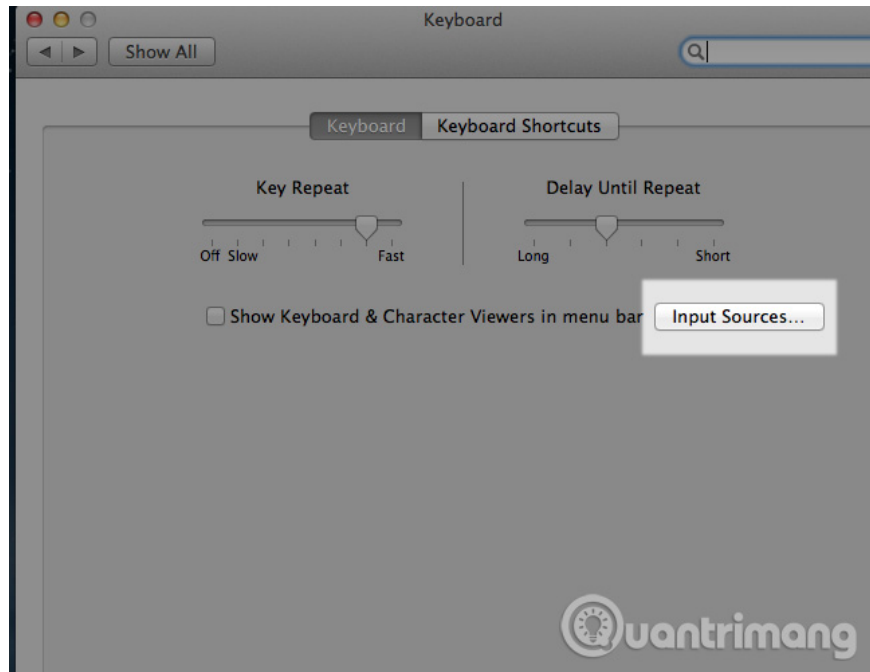 Keyboard
Show All
Keyboard Keyboard Shortcuts
Key Repeat Delay Until Repeat
Off Slow Fast Long Short
Show Keyboard & Character Viewers in menu bar Input Sources...
Quantrimang